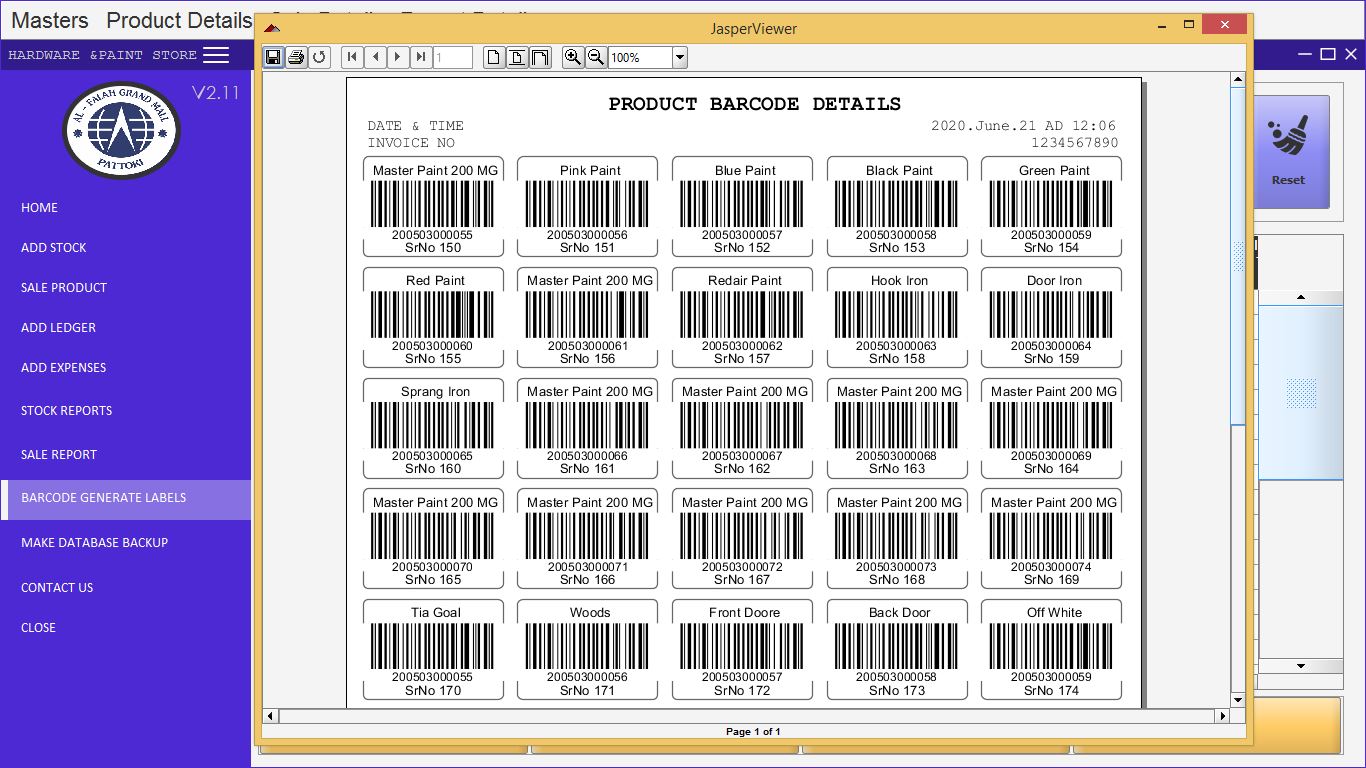 Masters Product Details
JasperViewer
HARDWARE &PAINT STORE
V2.11
AL - FALAH GRAND MALL
PATTOKI
HOME
ADD STOCK
SALE PRODUCT
ADD LEDGER
ADD EXPENSES
STOCK REPORTS
SALE REPORT
BARCODE GENERATE LABELS
MAKE DATABASE BACKUP
CONTACT US
CLOSE
1
100%
PRODUCT BARCODE DETAILS
DATE & TIME 2020.June.21 AD 12:06
INVOICE NO 1234567890
Master Paint 200 MG Pink Paint Blue Paint Black Paint Green Paint
200503000055 200503000056 200503000057 200503000058 200503000059
SrNo 150 SrNo 151 SrNo 152 SrNo 153 SrNo 154
Red Paint Master Paint 200 MG Redair Paint Hook Iron Door Iron
200503000060 200503000061 200503000062 200503000063 200503000064
SrNo 155 SrNo 156 SrNo 157 SrNo 158 SrNo 159
Sprang Iron Master Paint 200 MG Master Paint 200 MG Master Paint 200 MG Master Paint 200 MG
200503000065 200503000066 200503000067 200503000068 200503000069
SrNo 160 SrNo 161 SrNo 162 SrNo 163 SrNo 164
Master Paint 200 MG Master Paint 200 MG Master Paint 200 MG Master Paint 200 MG Master Paint 200 MG
200503000070 200503000071 200503000072 200503000073 200503000074
SrNo 165 SrNo 166 SrNo 167 SrNo 168 SrNo 169
Tia Goal Woods Front Doore Back Door Off White
200503000055 200503000056 200503000057 200503000058 200503000059
SrNo 170 SrNo 171 SrNo 172 SrNo 173 SrNo 174
Page 1 of 1
Reset